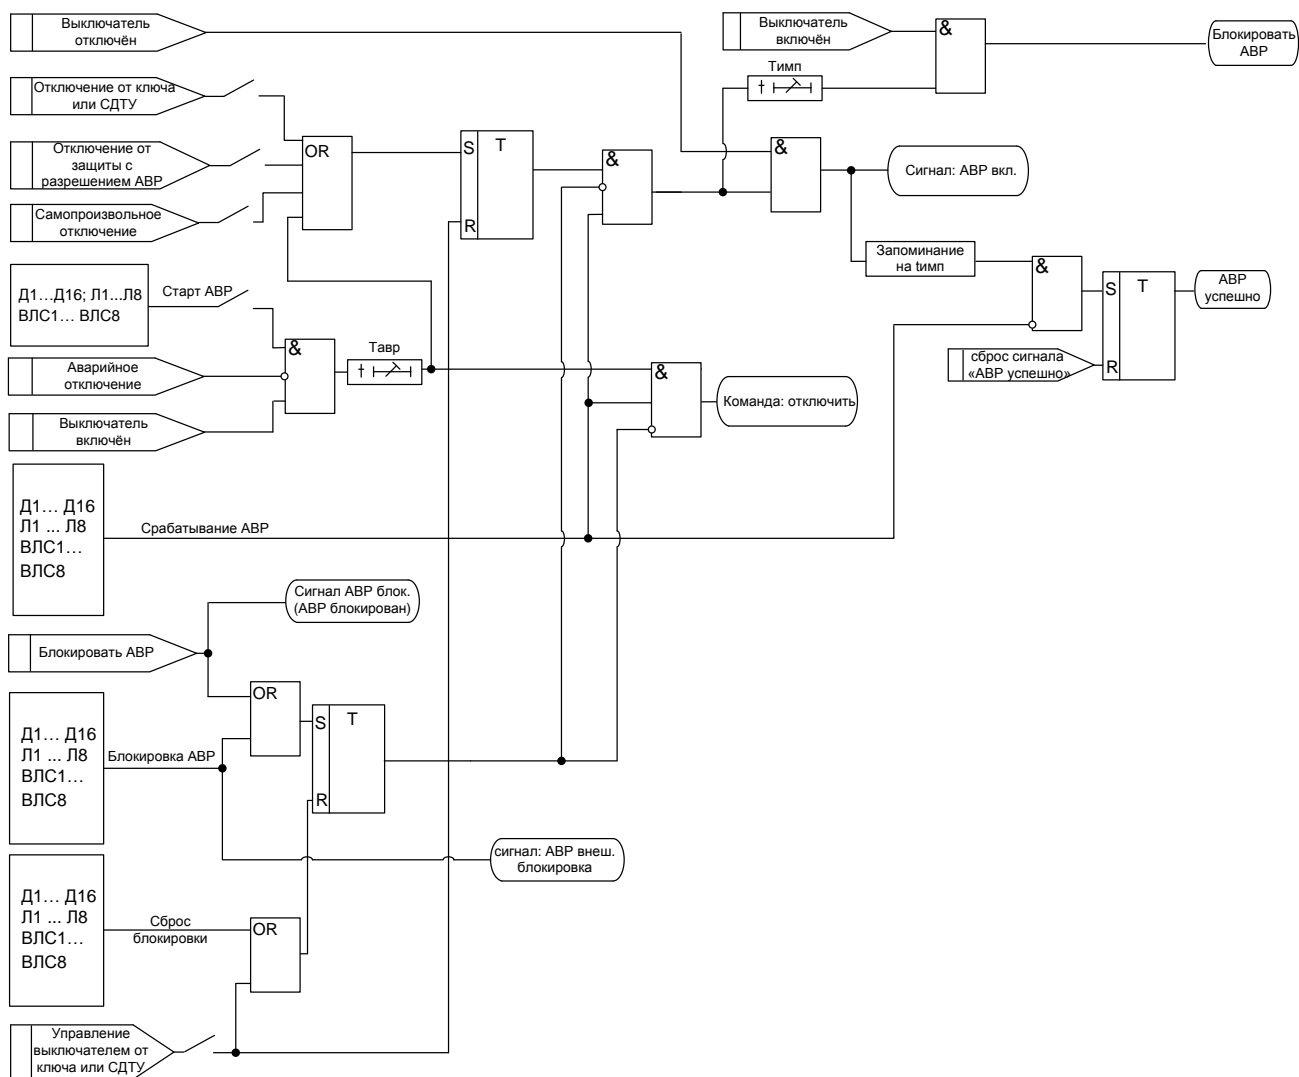 Выключатель
отключён
Выключатель
включён
&
Блокировать
АВР
Тимп
Отключение от ключа
или СДТУ
Отключение от
защиты с
разрешением АВР
Самопроизвольное
отключение
OR
S T
R
&
&
Сигнал: АВР вкл.
Запоминание
на tимп
&
S T
R
АВР
успешно
сброс сигнала
«АВР успешно»
Д1…Д16; Л1...Л8
ВЛС1… ВЛС8
Старт АВР
Аварийное
отключение
Выключатель
включён
&
Тавр
&
Команда: отключить
Д1… Д16
Л1 ... Л8
ВЛС1…
ВЛС8
Срабатывание АВР
Сигнал АВР блок.
(АВР блокирован)
Блокировать АВР
OR
S T
R
Д1… Д16
Л1 ... Л8
ВЛС1…
ВЛС8
Блокировка АВР
сигнал: АВР внеш.
блокировка
Д1… Д16
Л1 ... Л8
ВЛС1…
ВЛС8
Сброс
блокировки
OR
Управление
выключателем от
ключа или СДТУ